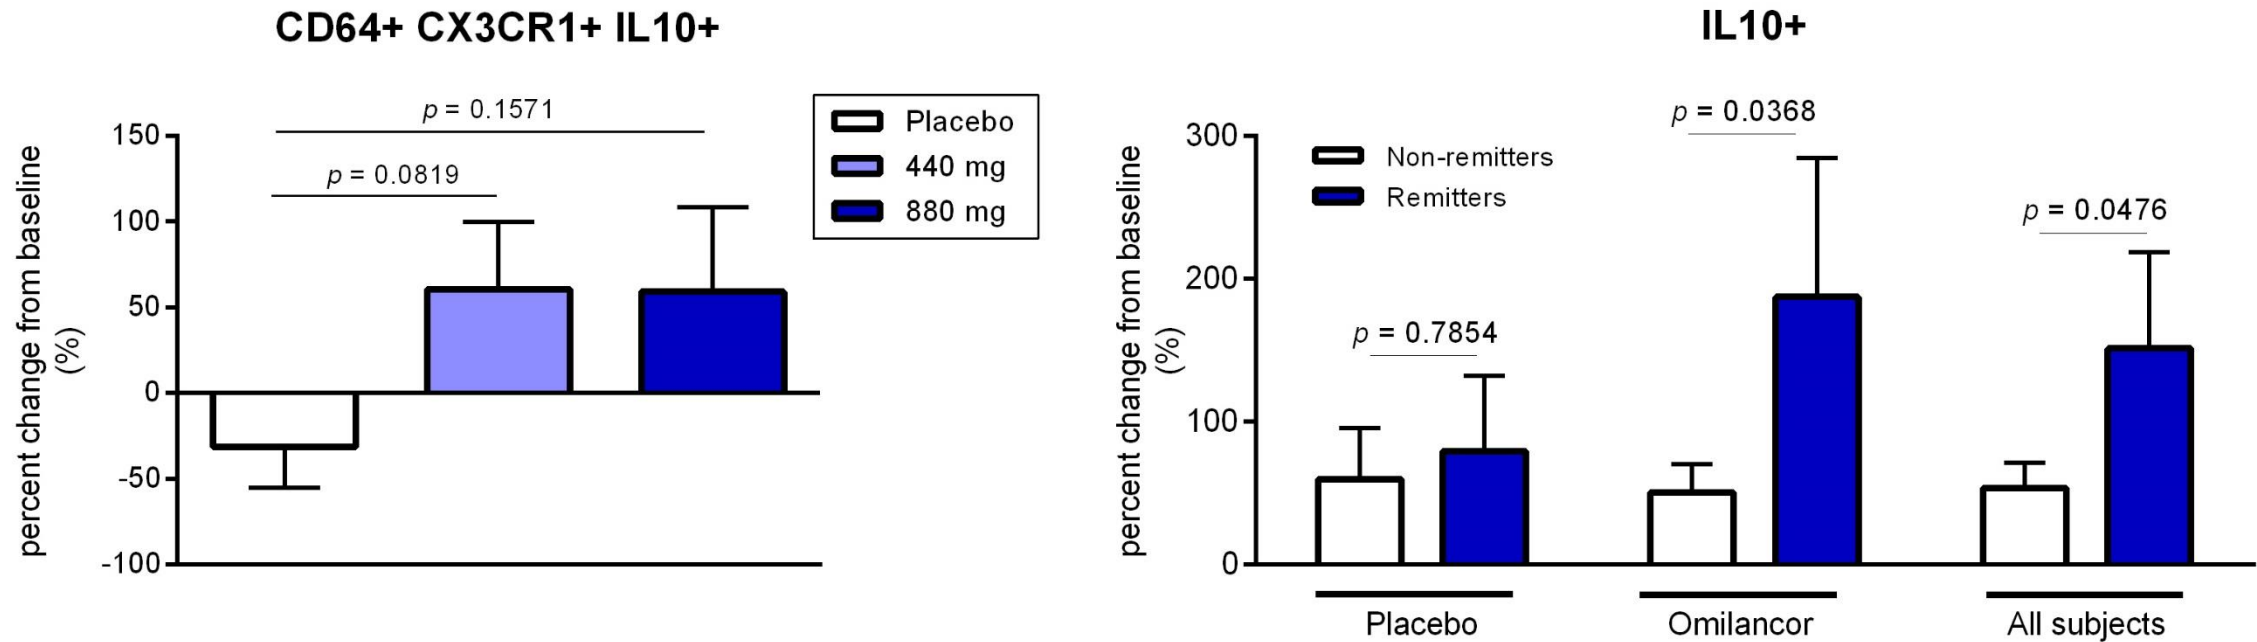 CD64+ CX3CR1+ IL10+
percent change from baseline
(%)
150
100
50
0
-50
-100
p = 0.1571
p = 0.0819
Placebo
440 mg
880 mg
IL10+
percent change from baseline
(%)
300
200
100
0
Non-remitters
Remitters
p = 0.7854
p = 0.0368
p = 0.0476
Placebo
Omilancor
All subjects